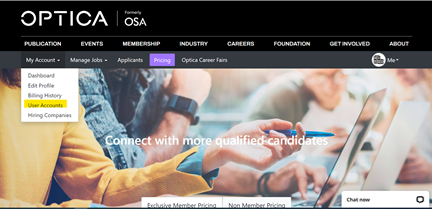 OPTICA
Formerly
OSA
PUBLICATION EVENTS MEMBERSHIP INDUSTRY CAREERS FOUNDATION GET INVOLVED ABOUT
My Account Manage Jobs Applicants Pricing Optica Career Fairs Me
Dashboard
Edit Profile
Billing History
User Accounts
Hiring Companies
Connect with more qualified candidates
Exclusive Member Pricing Non Member Pricing
Chat now